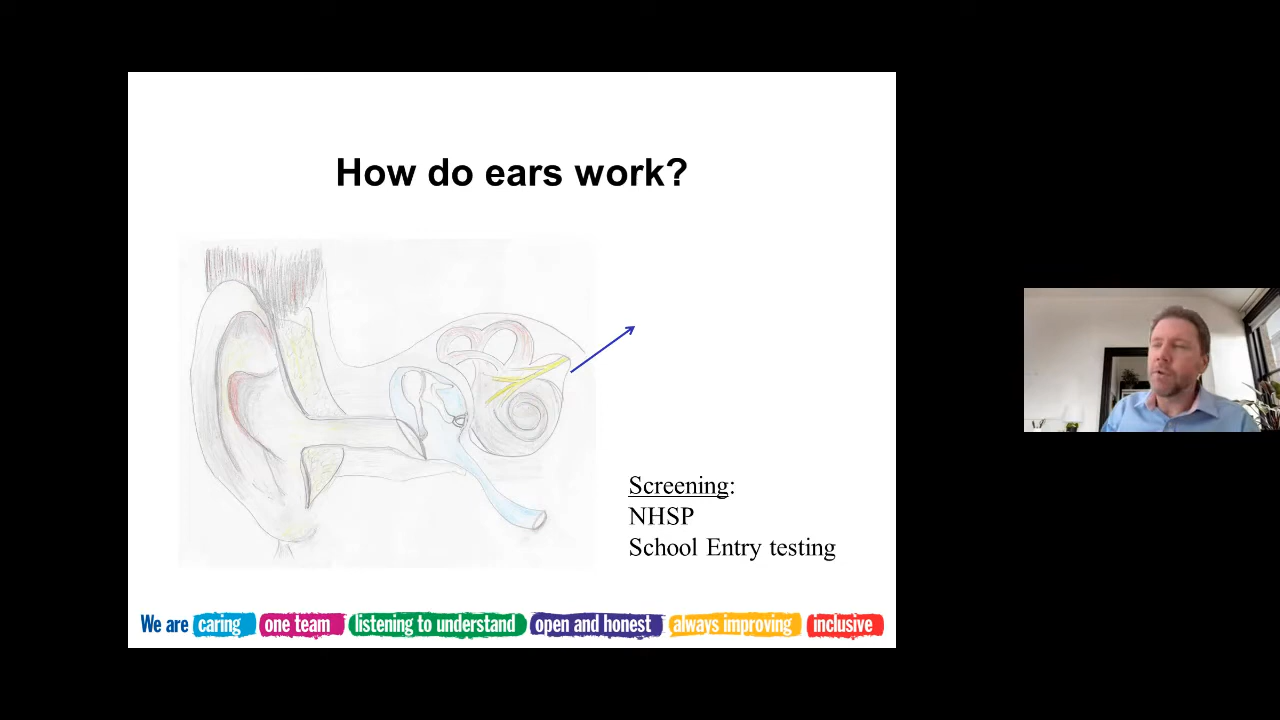 How do ears work?
Screening:
NHSP
School Entry testing
We are caring one team listening to understand open and honest always improving inclusive